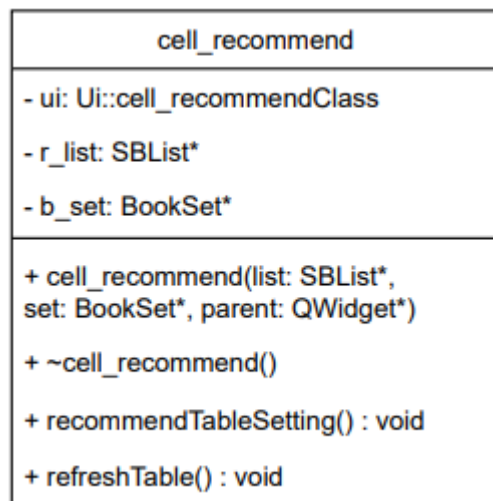 cell_recommend
- ui: Ui::cell_recommendClass
- r_list: SBList*
- b_set: BookSet*
+ cell_recommend(list: SBList*,
set: BookSet*, parent: QWidget*)
+ ~cell_recommend()
+ recommendTableSetting() : void
+ refreshTable() : void